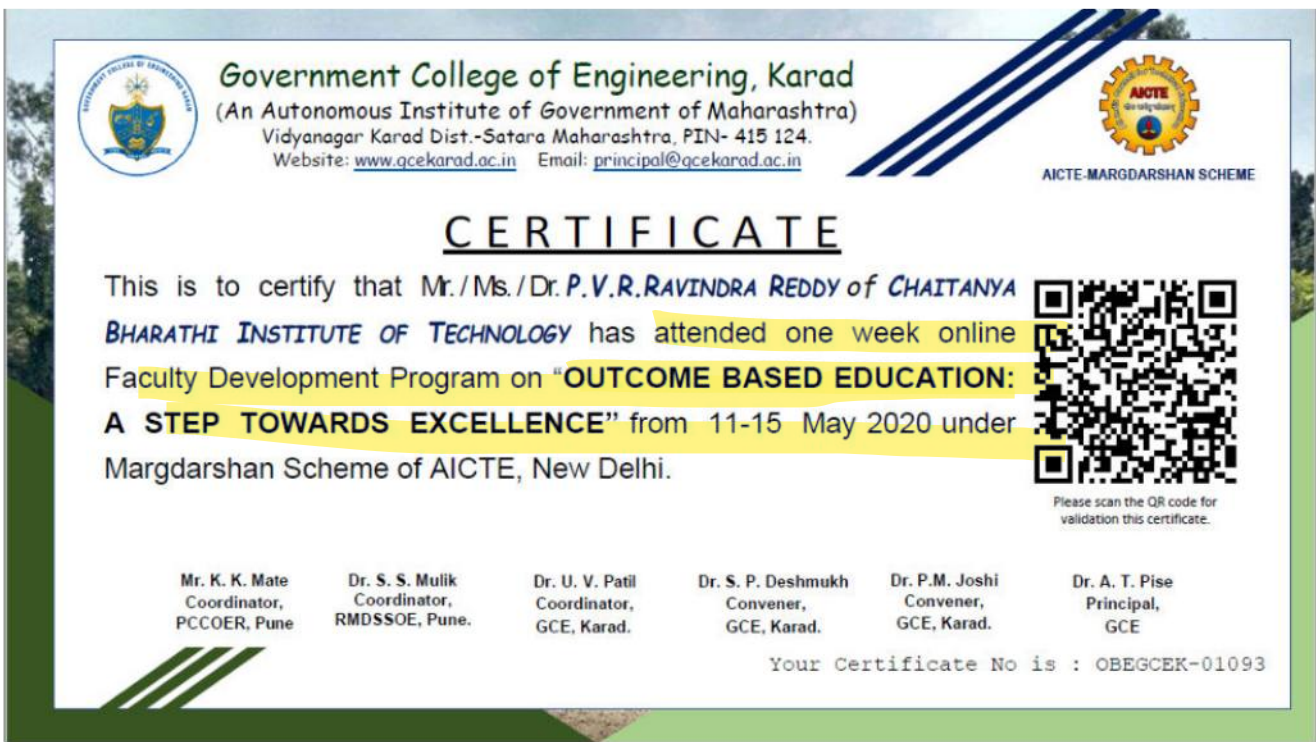 Government College of Engineering, Karad
(An Autonomous Institute of Government of Maharashtra)
Vidyanagar Karad Dist.-Satara Maharashtra, PIN- 415 124.
Website: www.gcekarad.ac.in Email: principal@gcekarad.ac.in
GOVERNMENT COLLEGE OF ENGINEERING KARAD
AICTE
AICTE-MARGDARSHAN SCHEME
CERTIFICATE
This is to certify that Mr./Ms./Dr. P.V.R.RAVINDRA REDDY of CHAITANYA
BHARATHI INSTITUTE OF TECHNOLOGY has attended one week online
Faculty Development Program on “OUTCOME BASED EDUCATION:
A STEP TOWARDS EXCELLENCE” from 11-15 May 2020 under
Margdarshan Scheme of AICTE, New Delhi.
Please scan the QR code for
validation this certificate.
Mr. K. K. Mate
Coordinator,
PCCOER, Pune
Dr. S. S. Mulik
Coordinator,
RMDSSOE, Pune.
Dr. U. V. Patil
Coordinator,
GCE, Karad.
Dr. S. P. Deshmukh
Convener,
GCE, Karad.
Dr. P.M. Joshi
Convener,
GCE, Karad.
Dr. A. T. Pise
Principal,
GCE
Your Certificate No is : OBEGCEK-01093